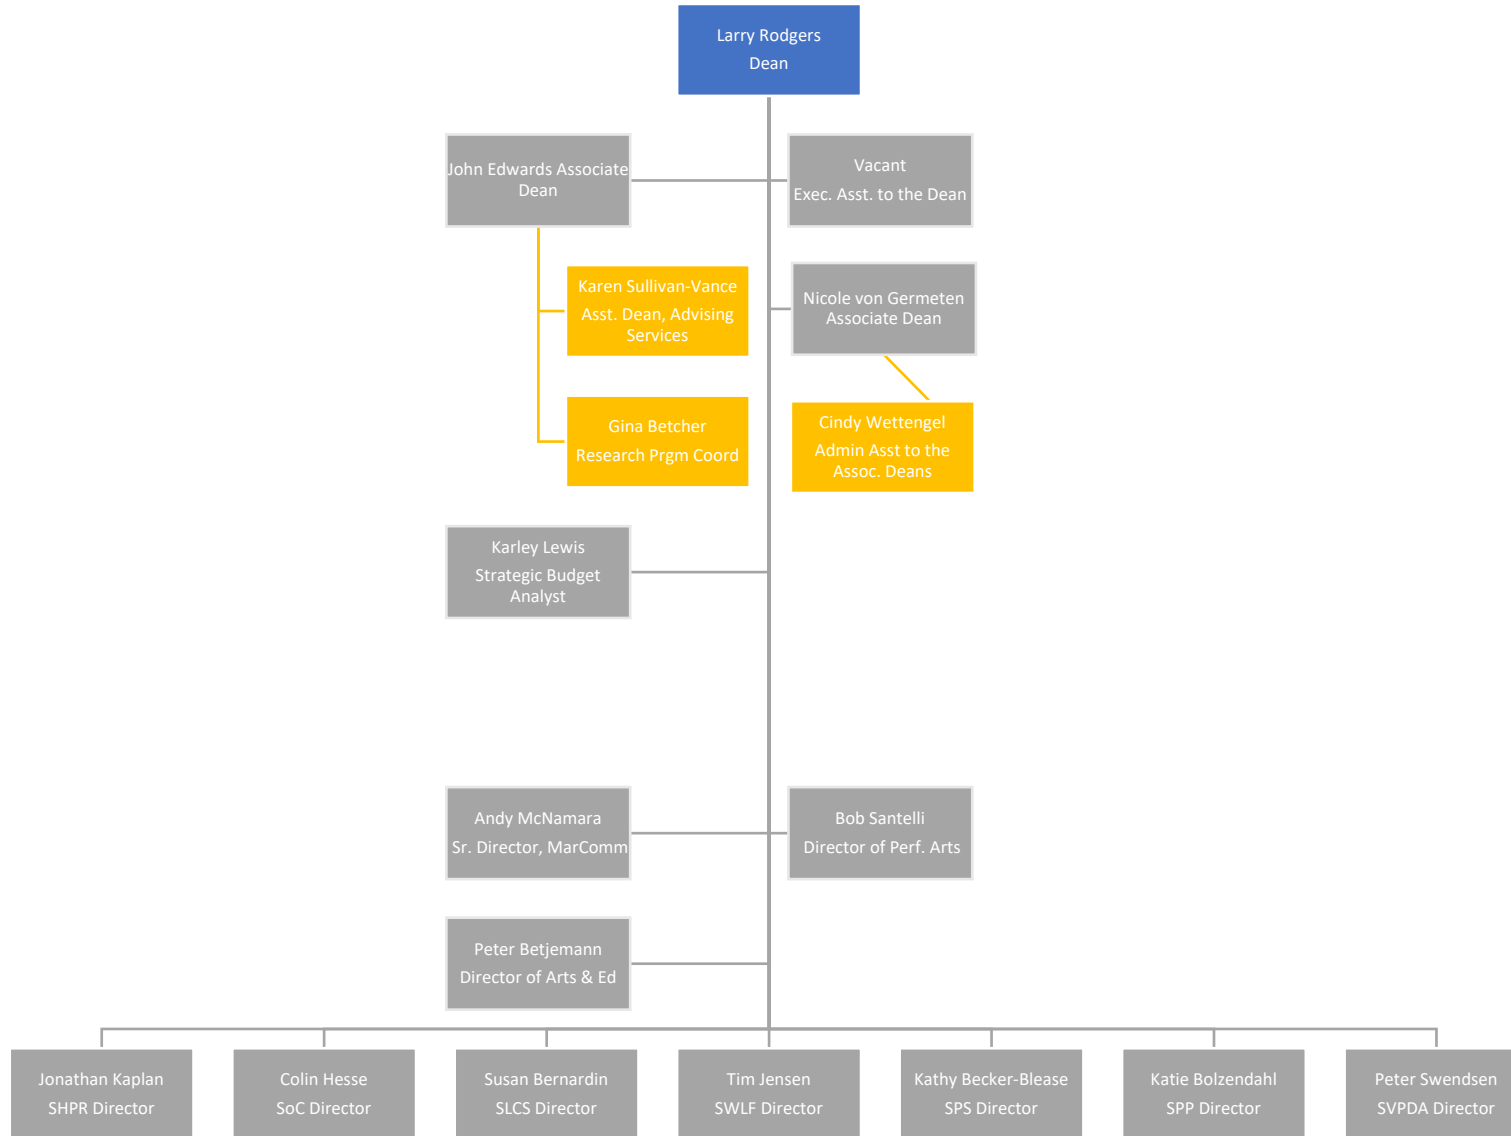 Larry Rodgers
Dean
John Edwards Associate
Dean
Vacant
Exec. Asst. to the Dean
Karen Sullivan-Vance
Asst. Dean, Advising
Services
Nicole von Germeten
Associate Dean
Gina Betcher
Research Prgm Coord
Cindy Wettengel
Admin Asst to the
Assoc. Deans
Karley Lewis
Strategic Budget
Analyst
Andy McNamara
Sr. Director, MarComm
Bob Santelli
Director of Perf. Arts
Peter Betjemann
Director of Arts & Ed
Jonathan Kaplan
SHPR Director
Colin Hesse
SoC Director
Susan Bernardin
SLCS Director
Tim Jensen
SWLF Director
Kathy Becker-Blease
SPS Director
Katie Bolzendahl
SPP Director
Peter Swendsen
SVPDA Director